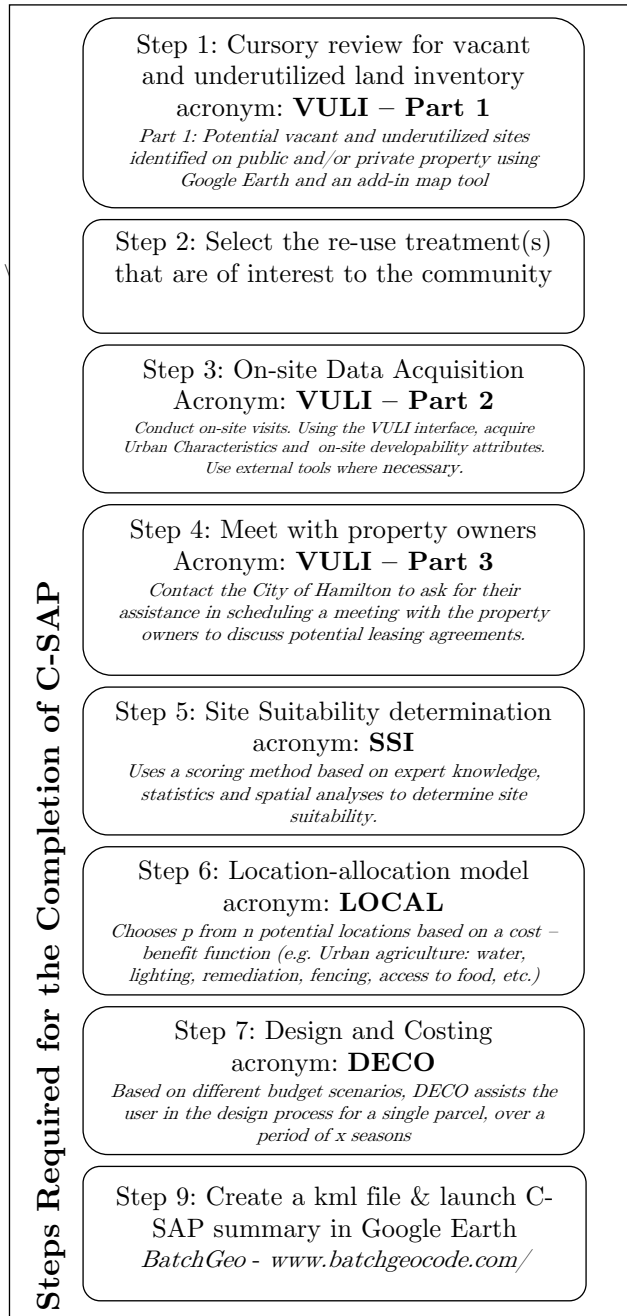 Steps Required for the Completion of C-SAP
Step 1: Cursory review for vacant
and underutilized land inventory
acronym: VULI – Part 1
Part 1: Potential vacant and underutilized sites
identified on public and/or private property using
Google Earth and an add-in map tool
\
Step 2: Select the re-use treatment(s)
that are of interest to the community
Step 3: On-site Data Acquisition
Acronym: VULI – Part 2
Conduct on-site visits. Using the VULI interface, acquire
Urban Characteristics and on-site developability attributes.
Use external tools where necessary.
Step 4: Meet with property owners
Acronym: VULI – Part 3
Contact the City of Hamilton to ask for their
assistance in scheduling a meeting with the property
owners to discuss potential leasing agreements.
Step 5: Site Suitability determination
acronym: SSI
Uses a scoring method based on expert knowledge,
statistics and spatial analyses to determine site
suitability.
Step 6: Location-allocation model
acronym: LOCAL
Chooses p from n potential locations based on a cost –
benefit function (e.g. Urban agriculture: water,
lighting, remediation, fencing, access to food, etc.)
Step 7: Design and Costing
acronym: DECO
Based on different budget scenarios, DECO assists the
user in the design process for a single parcel, over a
period of x seasons
Step 9: Create a kml file & launch C-
SAP summary in Google Earth
BatchGeo - www.batchgeocode.com/